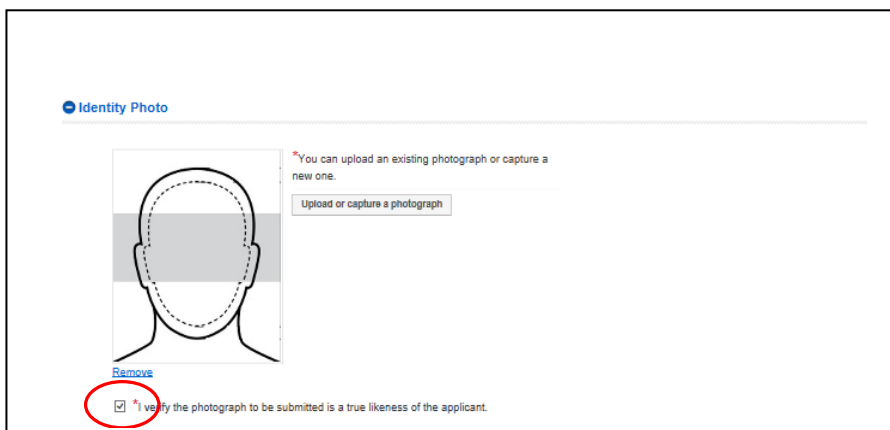 Identity Photo
*You can upload an existing photograph or capture a
new one.
Upload or capture a photograph
Remove
*I verify the photograph to be submitted is a true likeness of the applicant.